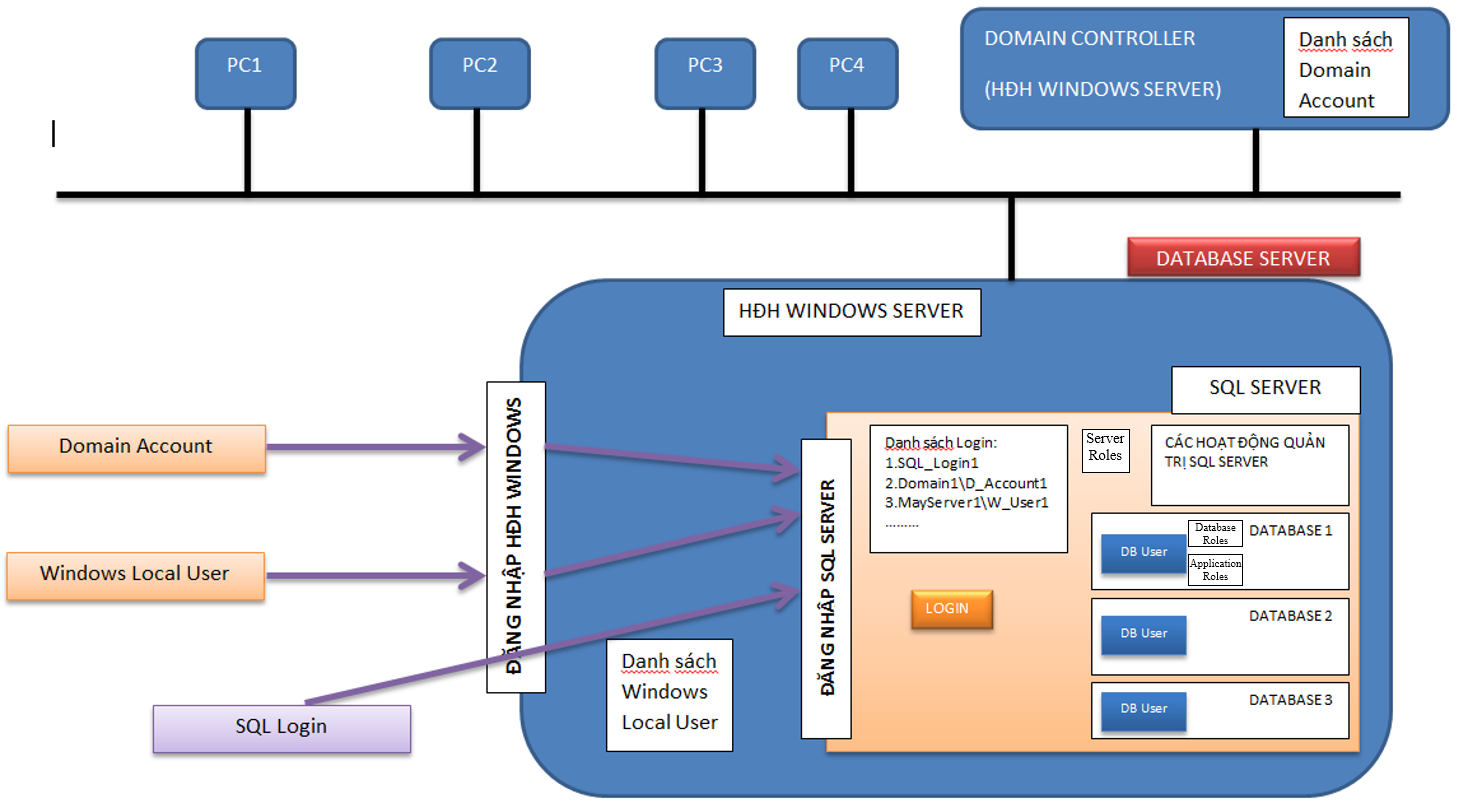 PC1
PC2
PC3
PC4
DOMAIN CONTROLLER
(HĐH WINDOWS SERVER)
Danh sách
Domain
Account
DATABASE SERVER
HĐH WINDOWS SERVER
SQL SERVER
Domain Account
Windows Local User
SQL Login
ĐĂNG NHẬP HĐH WINDOWS
Danh sách
Windows
Local User
ĐĂNG NHẬP SQL SERVER
Danh sách Login:
1.SQL_Login1
2.Domain1\D_Account1
3.MayServer1\W_User1
………
LOGIN
Server
Roles
CÁC HOẠT ĐỘNG QUẢN
TRỊ SQL SERVER
DATABASE 1
DB User
Database
Roles
Application
Roles
DATABASE 2
DB User
DATABASE 3
DB User